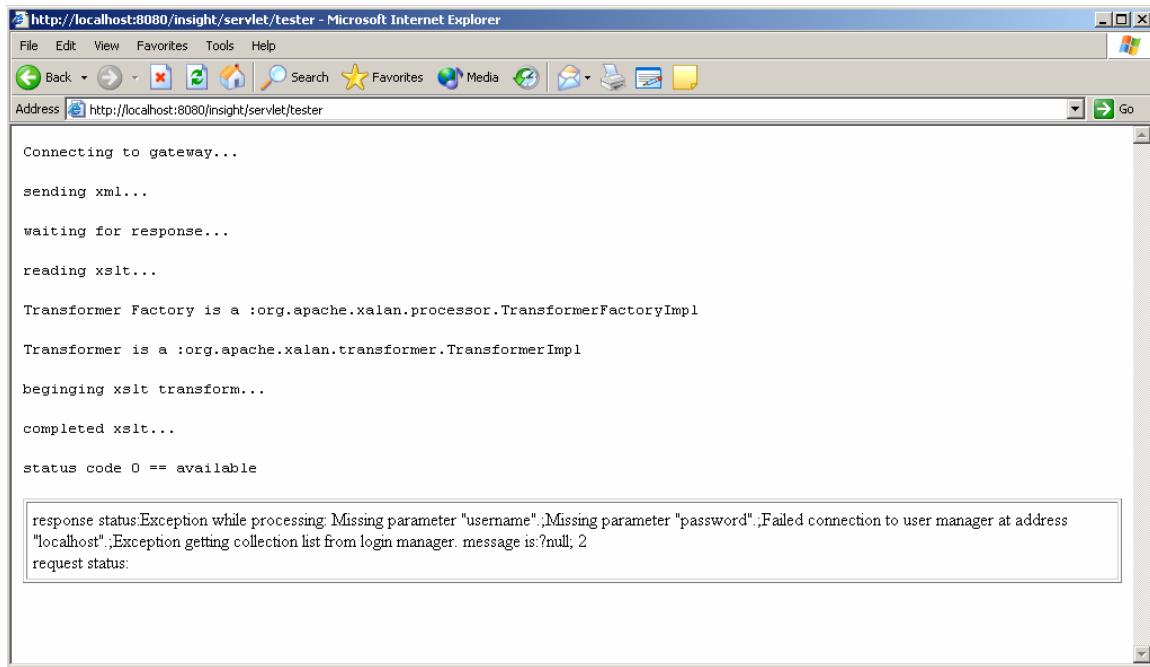 http://localhost:8080/insight/servlet/tester - Microsoft Internet Explorer
File Edit View Favorites Tools Help
Back Search Favorites Media
Address http://localhost:8080/insight/servlet/tester Go
Connecting to gateway...
sending xml...
waiting for response...
reading xslt...
Transformer Factory is a :org.apache.xalan.processor.TransformerFactoryImpl
Transformer is a :org.apache.xalan.transformer.TransformerImpl
beginging xslt transform...
completed xslt...
status code 0 == available
response status:Exception while processing: Missing parameter "username".;Missing parameter "password".;Failed connection to user manager at address
"localhost".;Exception getting collection list from login manager. message is:?null; 2
request status: